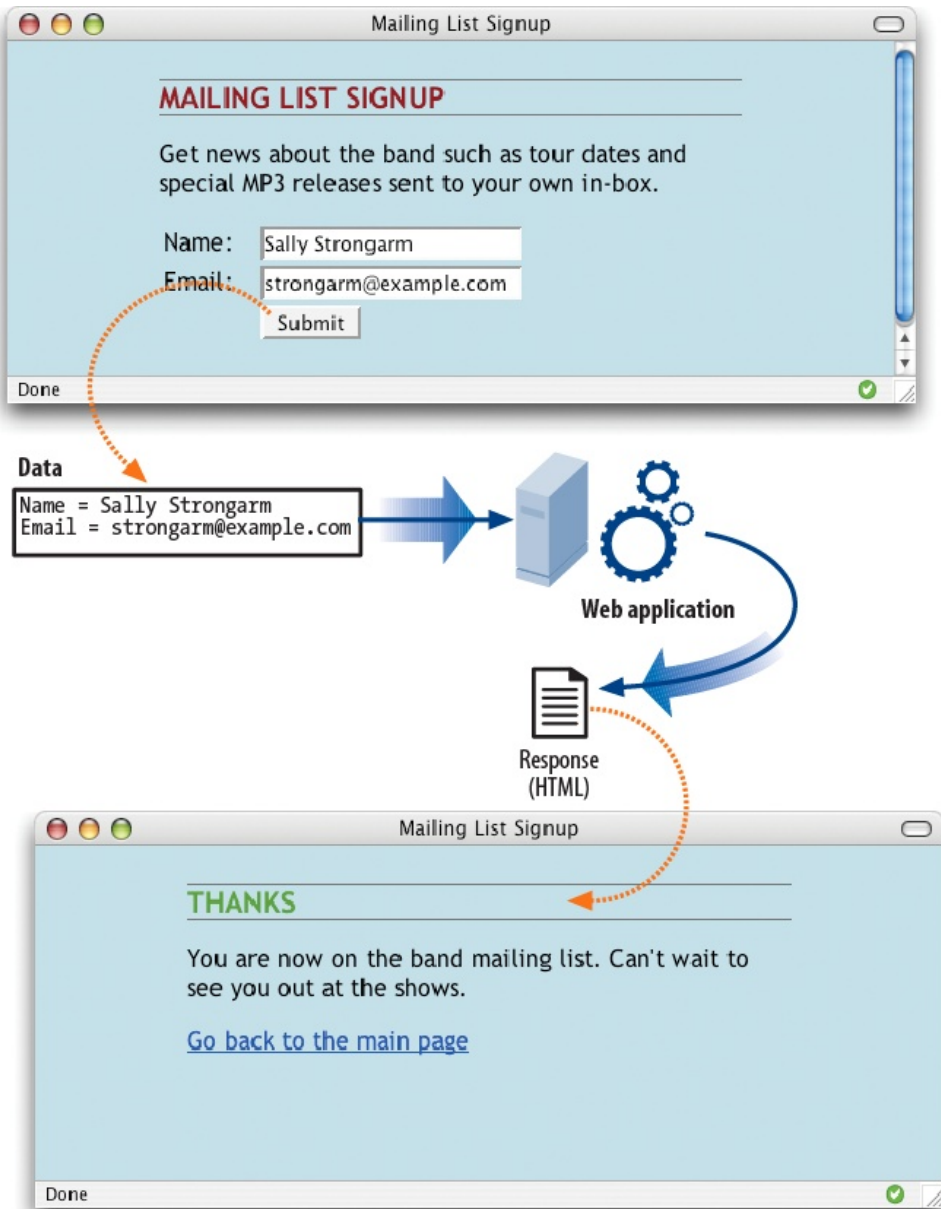 Mailing List Signup
MAILING LIST SIGNUP
Get news about the band such as tour dates and
special MP3 releases sent to your own in-box.
Name:
Sally Strongarm
Email:
strongarm@example.com
Submit
Done
Data
Name = Sally Strongarm
Email = strongarm@example.com
Web application
Response
(HTML)
Mailing List Signup
THANKS
You are now on the band mailing list. Can't wait to
see you out at the shows.
Go back to the main page
Done